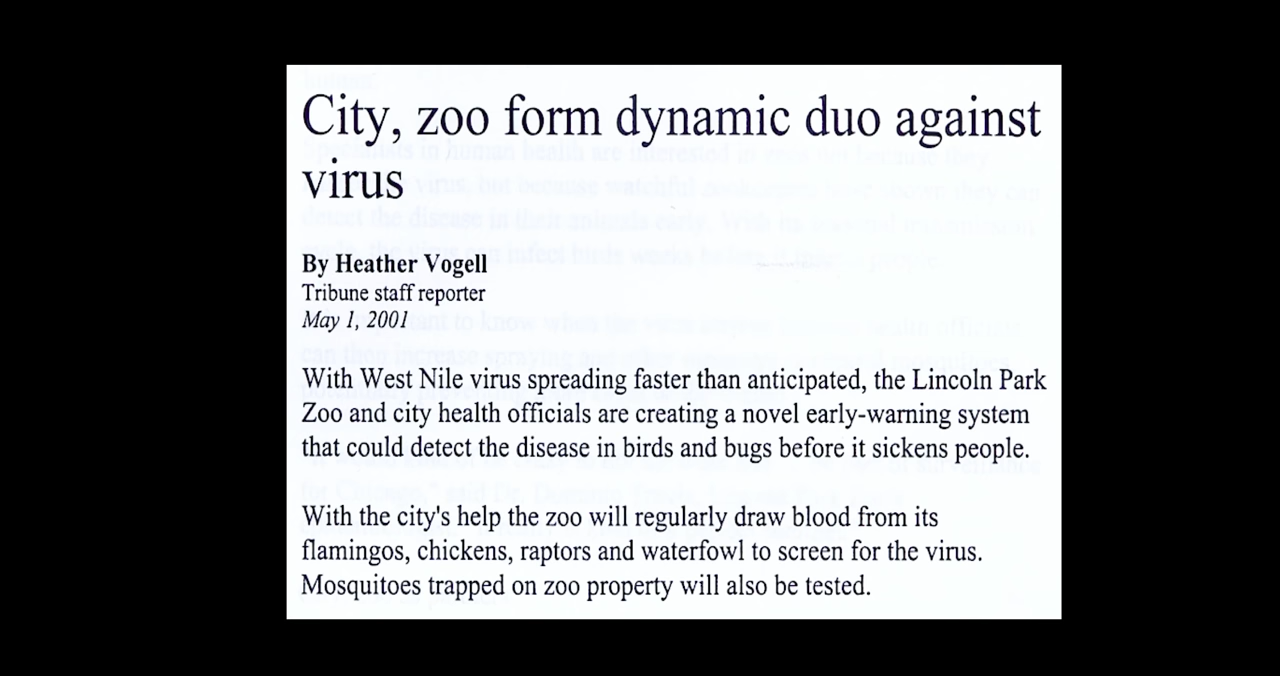 City, zoo form dynamic duo against
virus
By Heather Vogell
Tribune staff reporter
May 1, 2001
With West Nile virus spreading faster than anticipated, the Lincoln Park
Zoo and city health officials are creating a novel early-warning system
that could detect the disease in birds and bugs before it sickens people.
With the city's help the zoo will regularly draw blood from its
flamingos, chickens, raptors and waterfowl to screen for the virus.
Mosquitoes trapped on zoo property will also be tested.